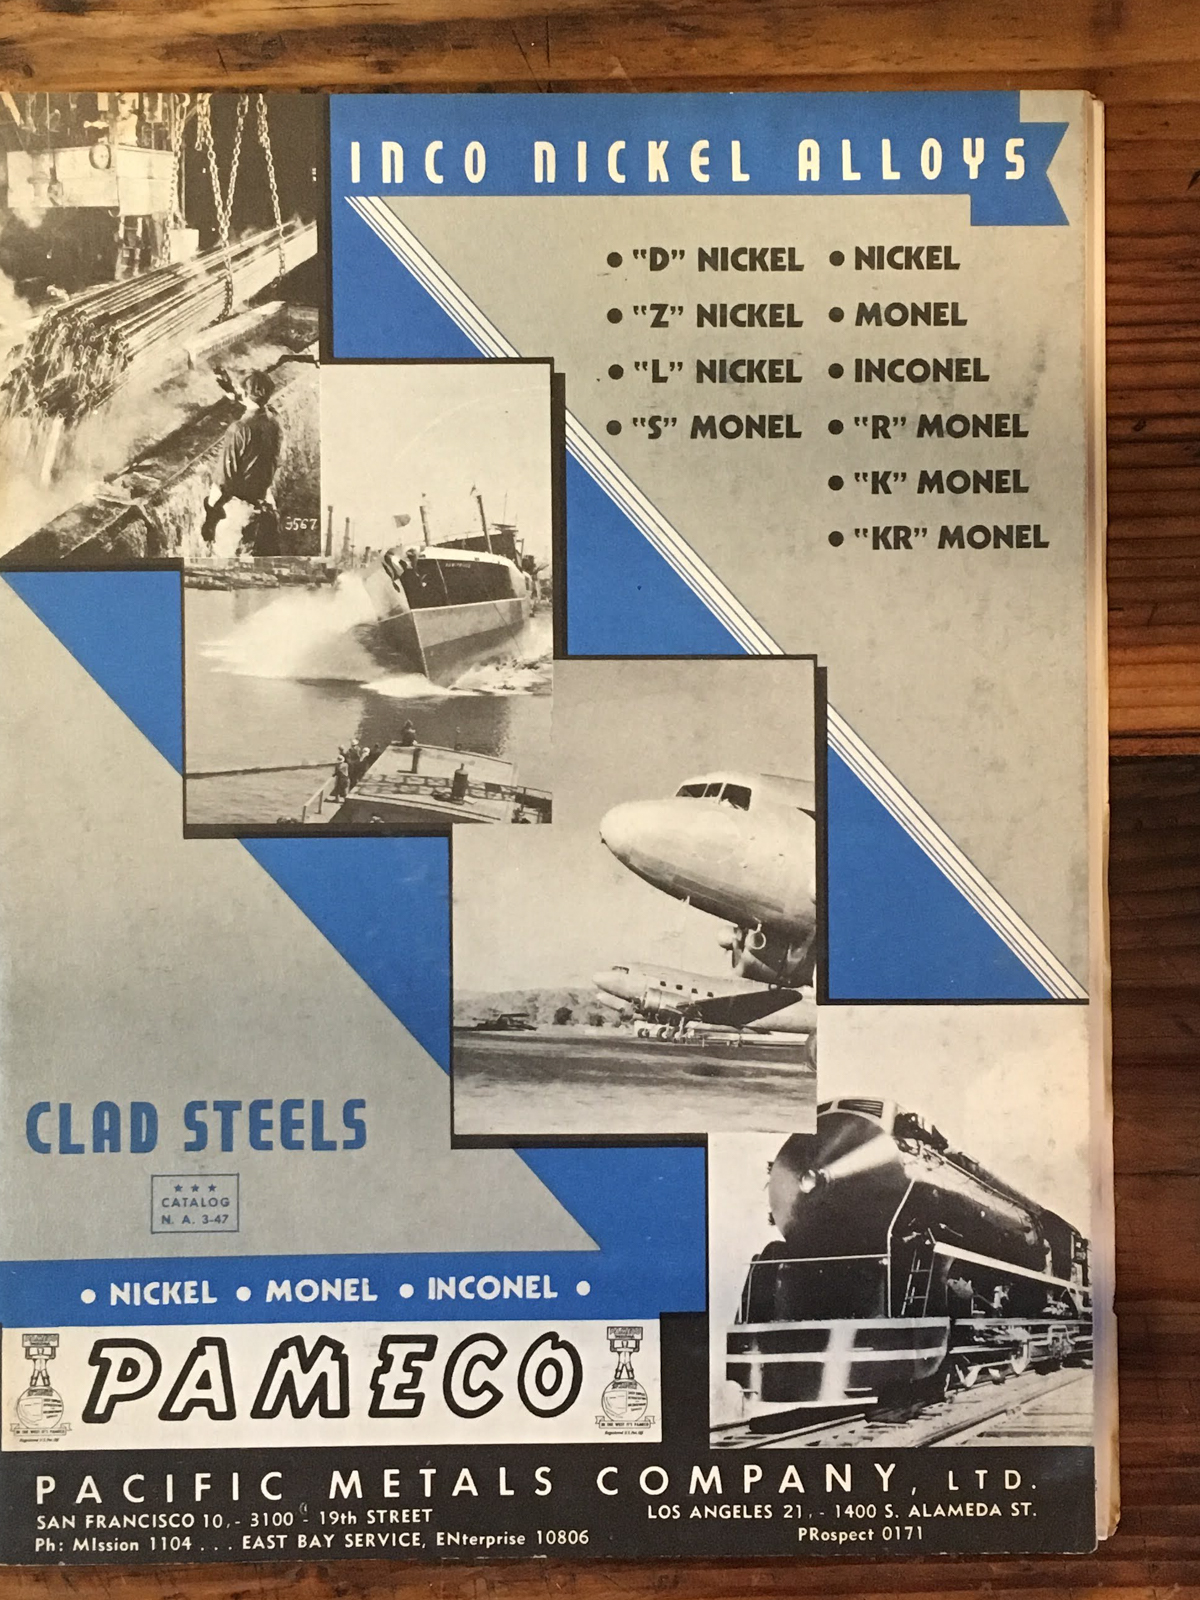 INCO NICKEL ALLOYS
• "D" NICKEL • NICKEL
• "Z" NICKEL • MONEL
• "L" NICKEL • INCONEL
• "S" MONEL • "R" MONEL
• "K" MONEL
• "KR" MONEL
3567
CLAD STEELS
★ ★ ★
CATALOG
N. A. 3-47
• NICKEL • MONEL • INCONEL •
PAMECO
PACIFIC METALS COMPANY, LTD.
SAN FRANCISCO 10, - 3100 - 19th STREET
Ph: MIssion 1104 . . . EAST BAY SERVICE, ENterprise 10806
LOS ANGELES 21, - 1400 S. ALAMEDA ST.
PRospect 0171